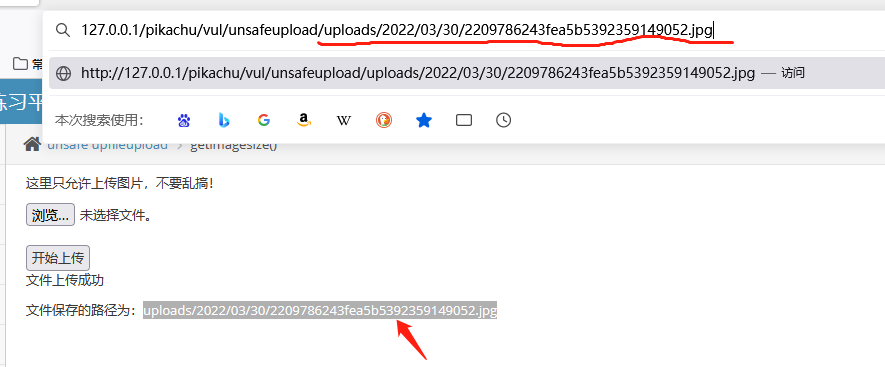 127.0.0.1/pikachu/vul/unsafeupload/uploads/2022/03/30/2209786243fea5b5392359149052.jpg
http://127.0.0.1/pikachu/vul/unsafeupload/uploads/2022/03/30/2209786243fea5b5392359149052.jpg — 访问
常
练习平
本次搜索使用：
unsafe upfileupload getimagesize()
这里只允许上传图片，不要乱搞！
浏览... 未选择文件。
开始上传
文件上传成功
文件保存的路径为：uploads/2022/03/30/2209786243fea5b5392359149052.jpg